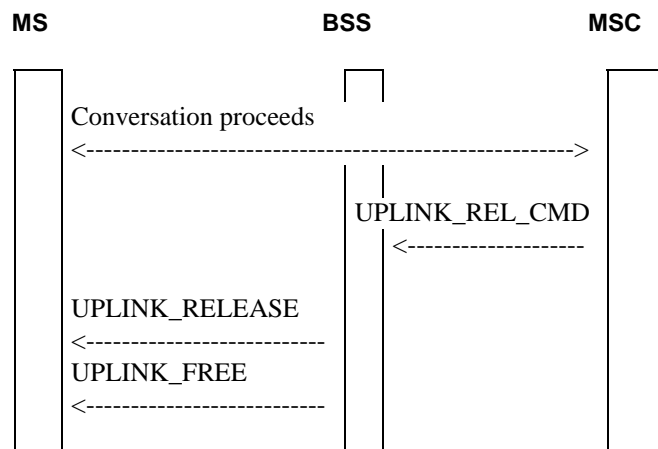 MS BSS MSC
Conversation proceeds
<------------------------------------------------------->
UPLINK_REL_CMD
<--------------------
UPLINK_RELEASE
<---------------------------
UPLINK_FREE
<---------------------------